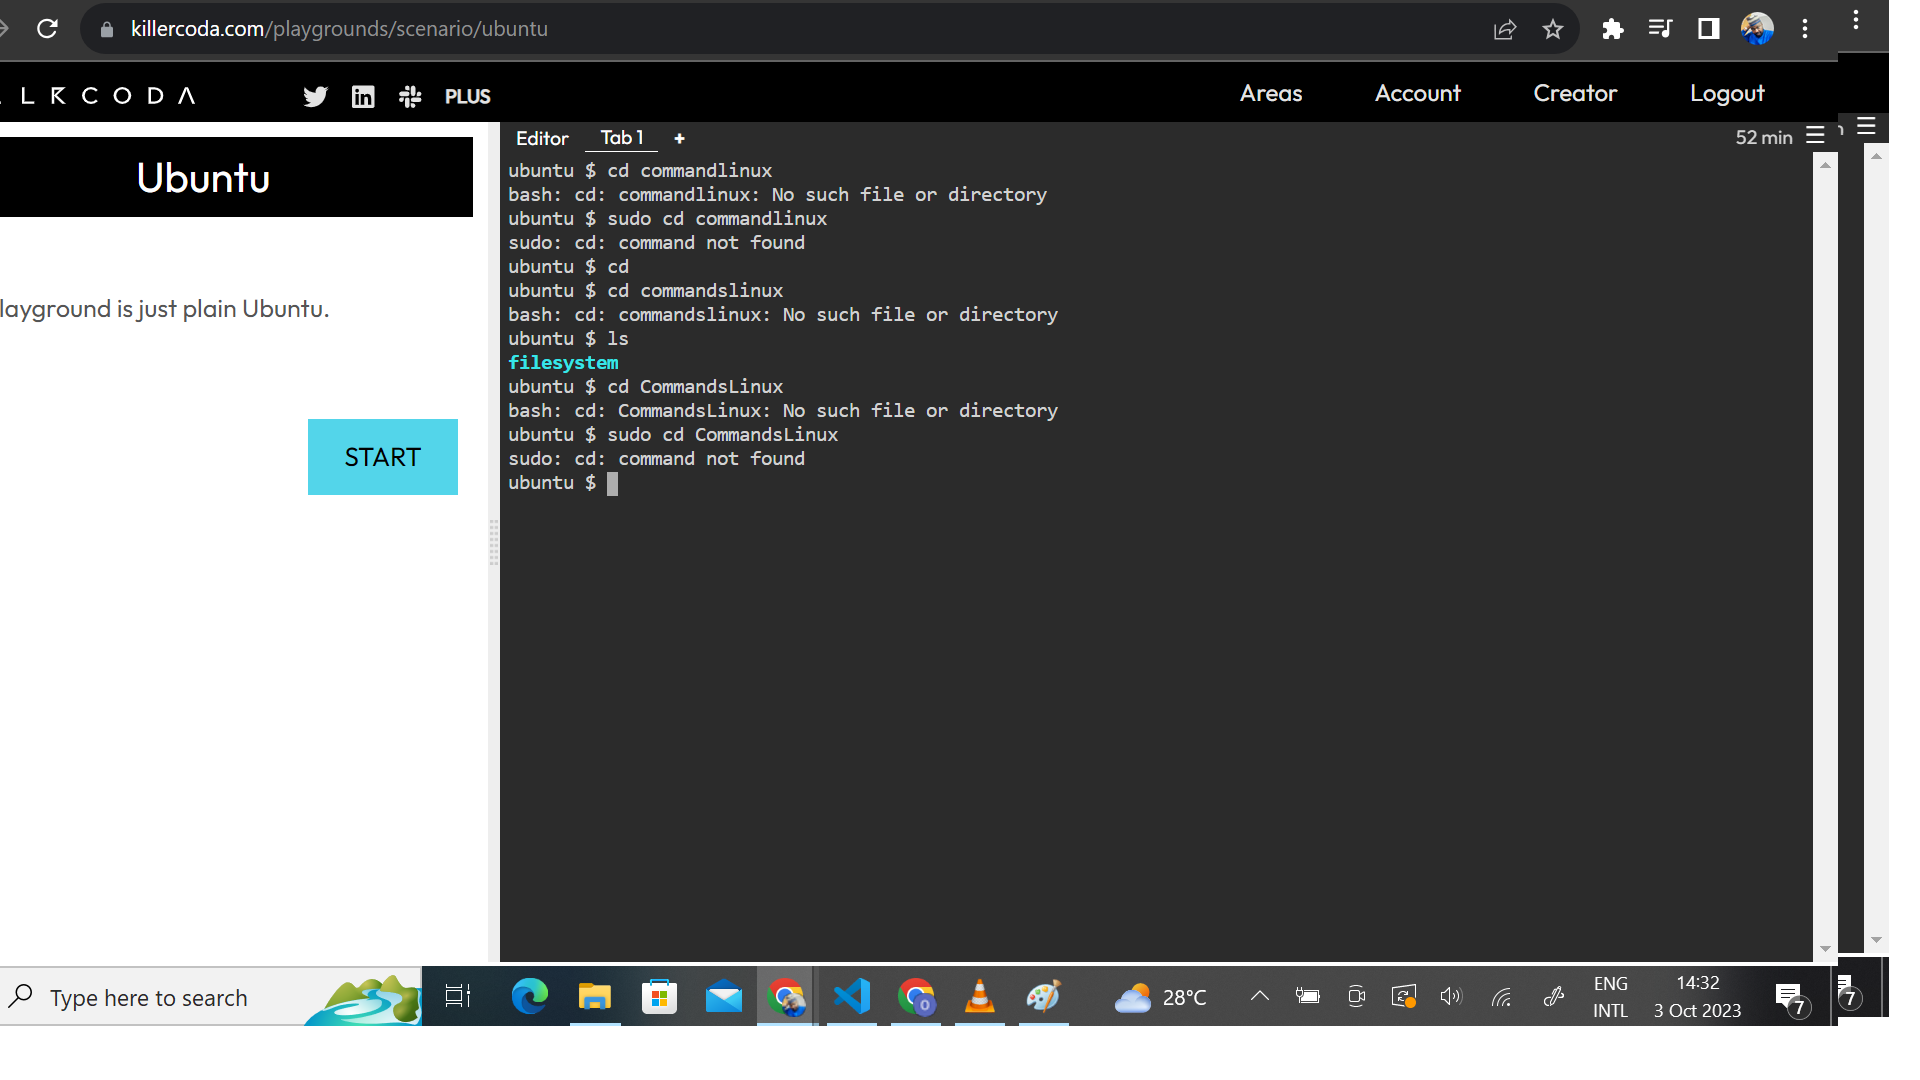 killercoda.com/playgrounds/scenario/ubuntu
L K C O D A
PLUS
Areas
Account
Creator
Logout
Editor
Tab 1
+
52 min
Ubuntu
layground is just plain Ubuntu.
START
ubuntu $ cd commandlinux
bash: cd: commandlinux: No such file or directory
ubuntu $ sudo cd commandlinux
sudo: cd: command not found
ubuntu $ cd
ubuntu $ cd commandslinux
bash: cd: commandslinux: No such file or directory
ubuntu $ ls
filesystem
ubuntu $ cd CommandsLinux
bash: cd: CommandsLinux: No such file or directory
ubuntu $ sudo cd CommandsLinux
sudo: cd: command not found
ubuntu $
Type here to search
28°C
ENG
INTL
14:32
3 Oct 2023
7
7